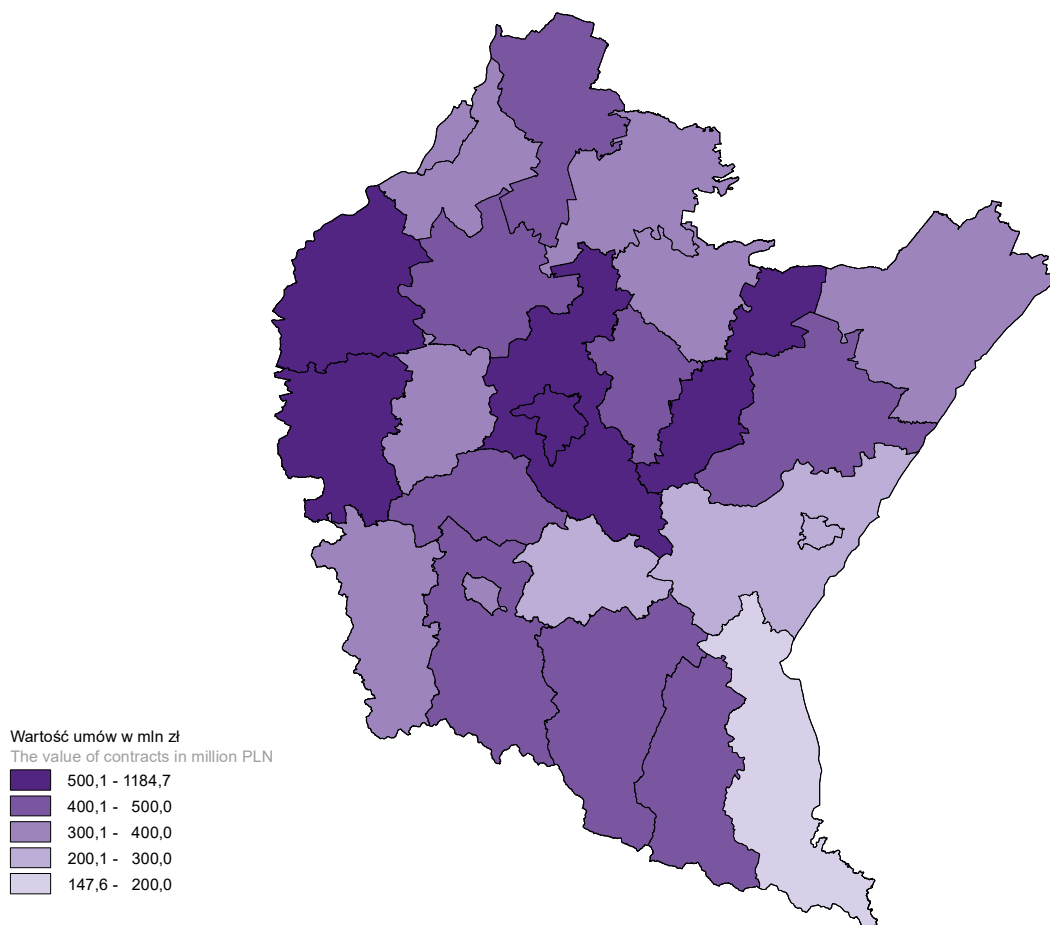 Wartość umów w mln zł
The value of contracts in million PLN
500,1 - 1184,7
400,1 - 500,0
300,1 - 400,0
200,1 - 300,0
147,6 - 200,0